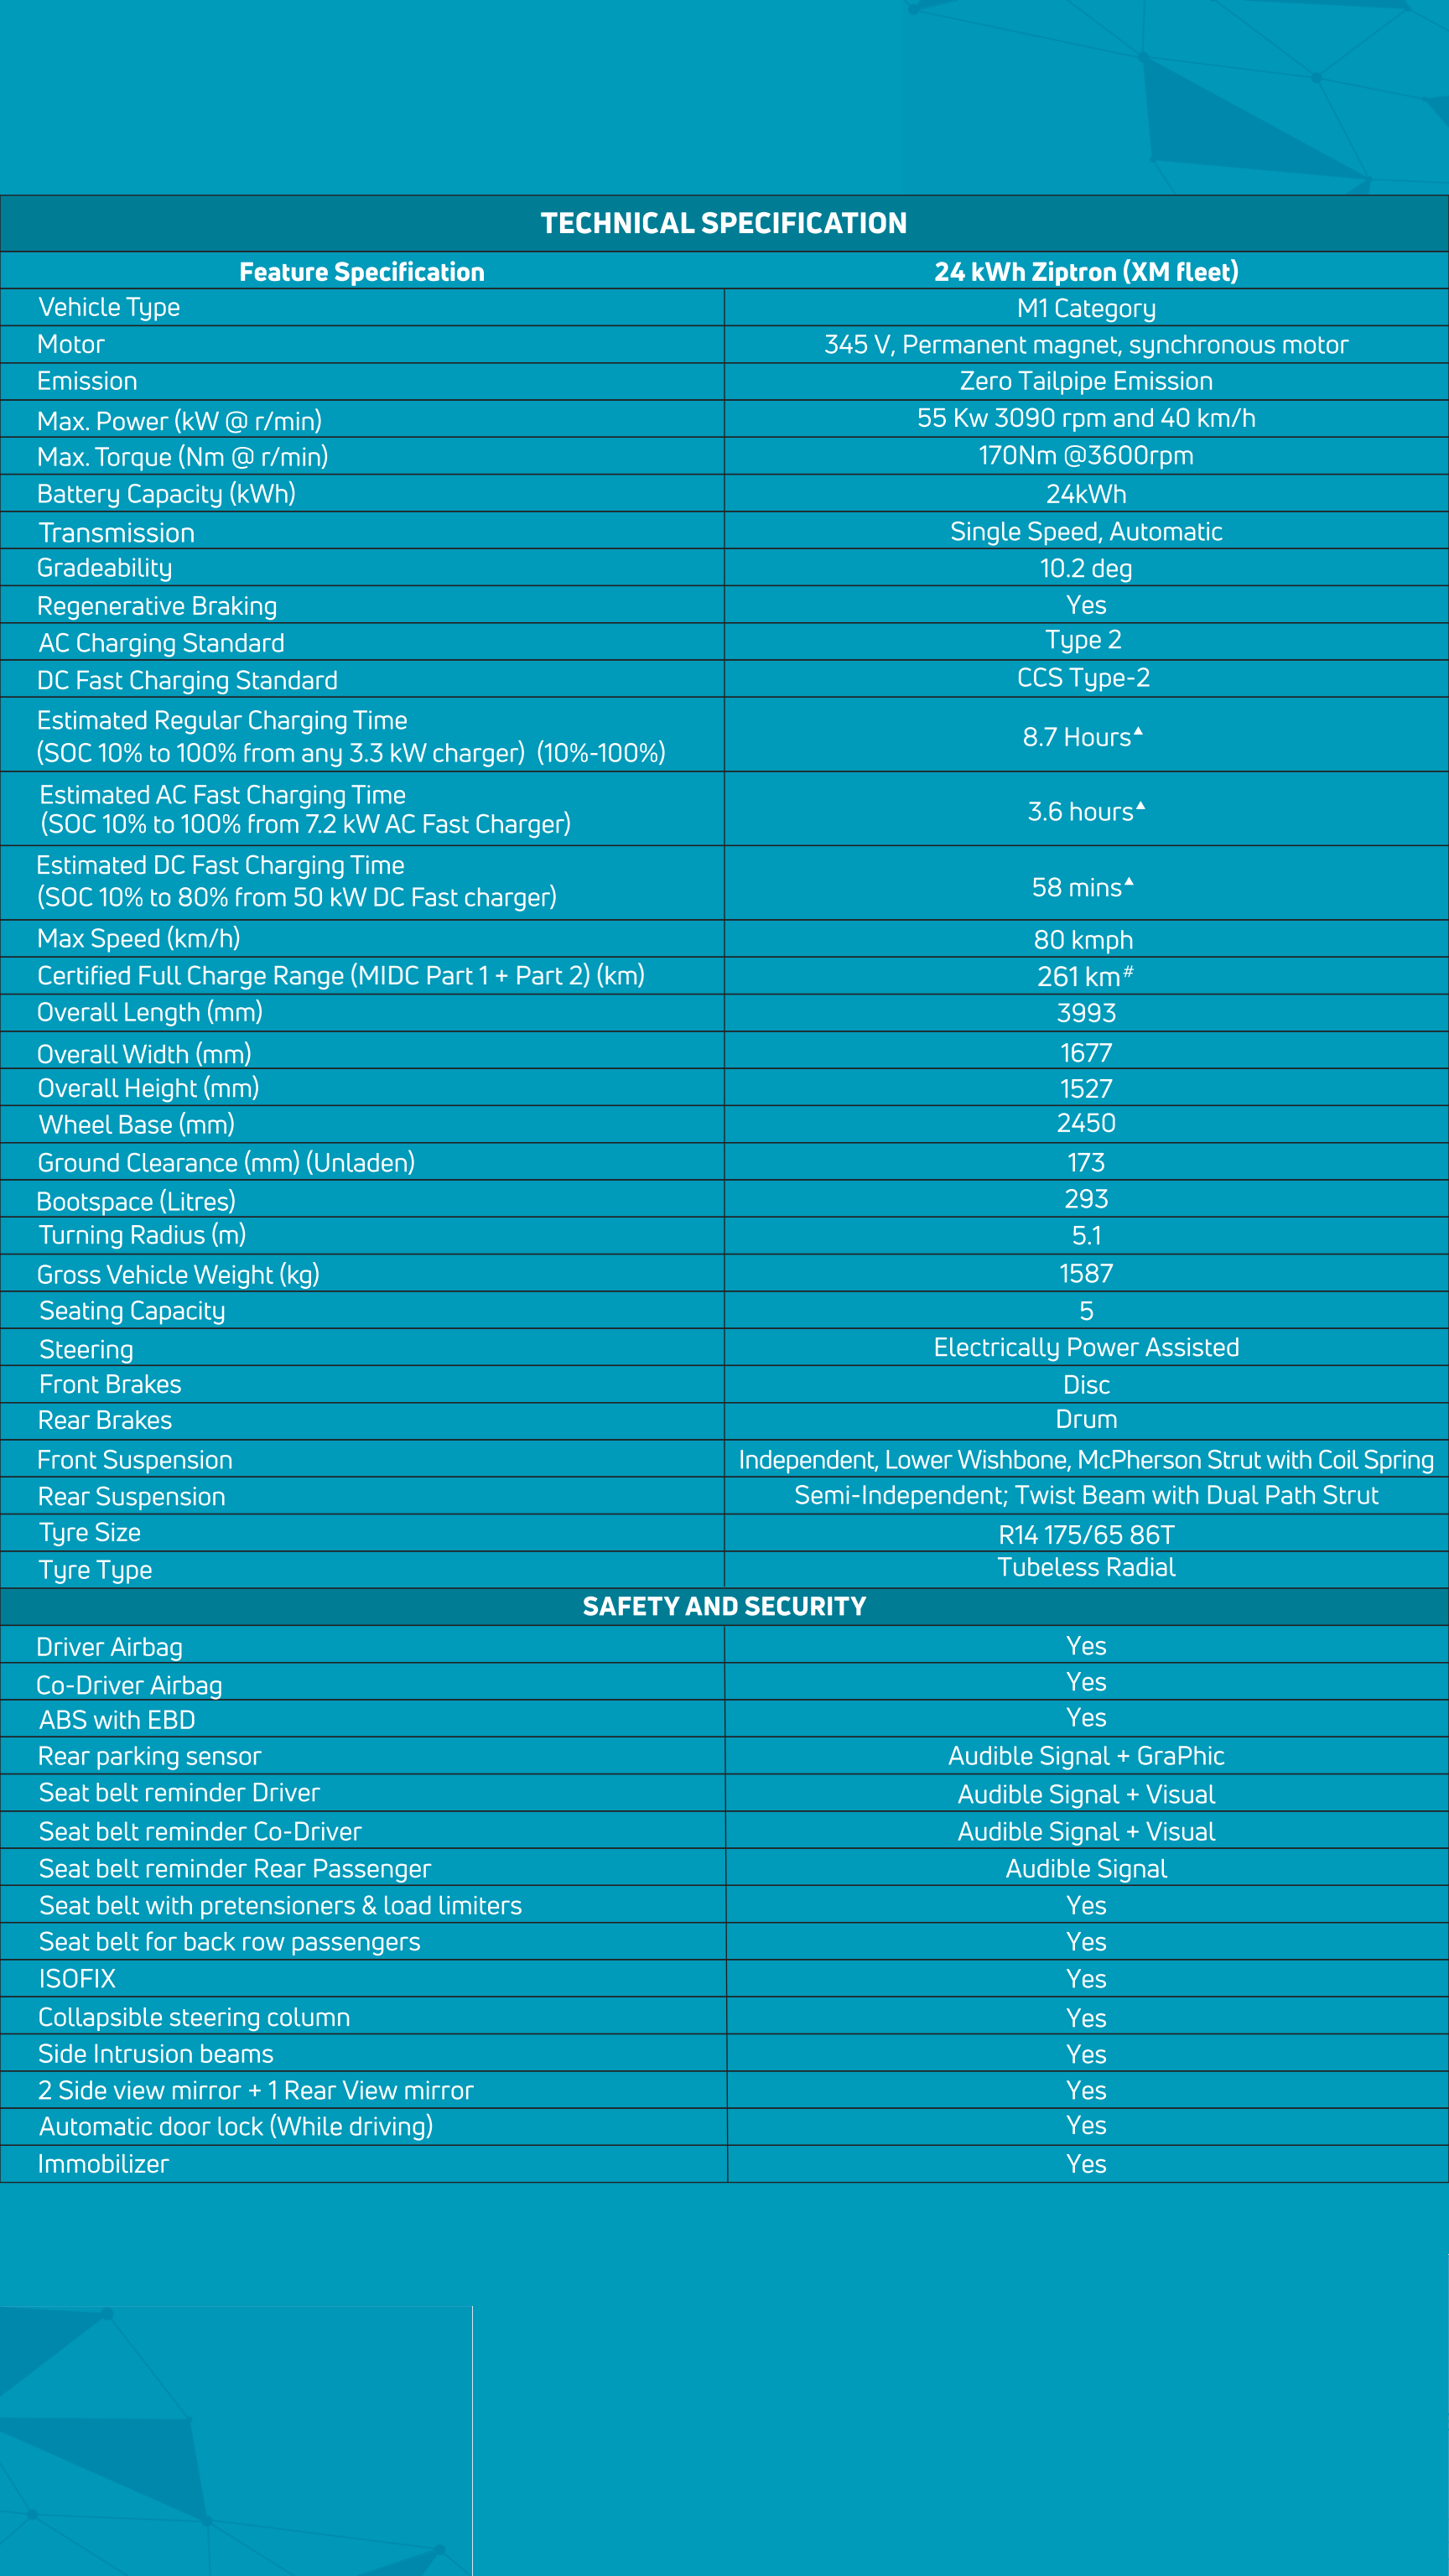 TECHNICAL SPECIFICATION
Feature Specification 24 kWh Ziptron (XM fleet)
Vehicle Type M1 Category
Motor 345 V, Permanent magnet, synchronous motor
Emission Zero Tailpipe Emission
Max. Power (kW @ r/min) 55 Kw 3090 rpm and 40 km/h
Max. Torque (Nm @ r/min) 170Nm @3600rpm
Battery Capacity (kWh) 24kWh
Transmission Single Speed, Automatic
Gradeability 10.2 deg
Regenerative Braking Yes
AC Charging Standard Type 2
DC Fast Charging Standard CCS Type-2
Estimated Regular Charging Time
(SOC 10% to 100% from any 3.3 kW charger) (10%-100%) 8.7 Hours▲
Estimated AC Fast Charging Time
(SOC 10% to 100% from 7.2 kW AC Fast Charger) 3.6 hours▲
Estimated DC Fast Charging Time
(SOC 10% to 80% from 50 kW DC Fast charger) 58 mins▲
Max Speed (km/h) 80 kmph
Certified Full Charge Range (MIDC Part 1 + Part 2) (km) 261 km#
Overall Length (mm) 3993
Overall Width (mm) 1677
Overall Height (mm) 1527
Wheel Base (mm) 2450
Ground Clearance (mm) (Unladen) 173
Bootspace (Litres) 293
Turning Radius (m) 5.1
Gross Vehicle Weight (kg) 1587
Seating Capacity 5
Steering Electrically Power Assisted
Front Brakes Disc
Rear Brakes Drum
Front Suspension Independent, Lower Wishbone, McPherson Strut with Coil Spring
Rear Suspension Semi-Independent; Twist Beam with Dual Path Strut
Tyre Size R14 175/65 86T
Tyre Type Tubeless Radial
SAFETY AND SECURITY
Driver Airbag Yes
Co-Driver Airbag Yes
ABS with EBD Yes
Rear parking sensor Audible Signal + GraPhic
Seat belt reminder Driver Audible Signal + Visual
Seat belt reminder Co-Driver Audible Signal + Visual
Seat belt reminder Rear Passenger Audible Signal
Seat belt with pretensioners & load limiters Yes
Seat belt for back row passengers Yes
ISOFIX Yes
Collapsible steering column Yes
Side Intrusion beams Yes
2 Side view mirror + 1 Rear View mirror Yes
Automatic door lock (While driving) Yes
Immobilizer Yes